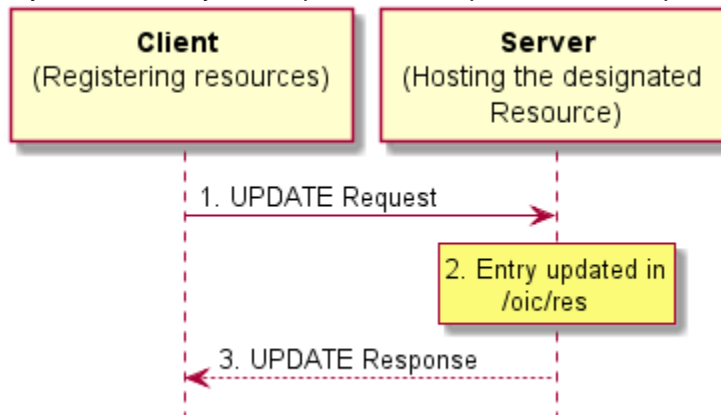 Client
(Registering resources)
Server
(Hosting the designated
Resource)
1. UPDATE Request
2. Entry updated in
/oic/res
3. UPDATE Response